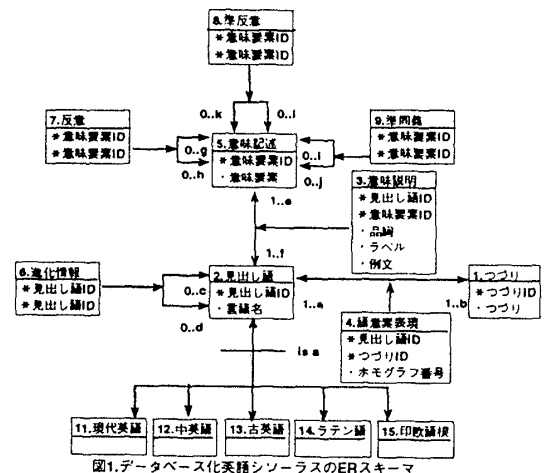 8.準反意
*意味要素ID
*意味要素ID
0..k
0..l
7.反意
*意味要素ID
*意味要素ID
0..g
0..h
5.意味記述
*意味要素ID
・意味要素
9.準同義
*意味要素ID
*意味要素ID
0..i
0..j
3.意味説明
*見出し語ID
*意味要素ID
・品詞
・ラベル
・例文
1..e
1..f
6.進化情報
*見出し語ID
*見出し語ID
0..c
0..d
2.見出し語
*見出し語ID
・言語名
1..a
1..b
1.つづり
*つづりID
・つづり
4.語意素表現
*見出し語ID
*つづりID
・ホモグラフ番号
is a
11.現代英語
12.中英語
13.古英語
14.ラテン語
15.印欧語根
図1.データベース化英語シソーラスのERスキーマ